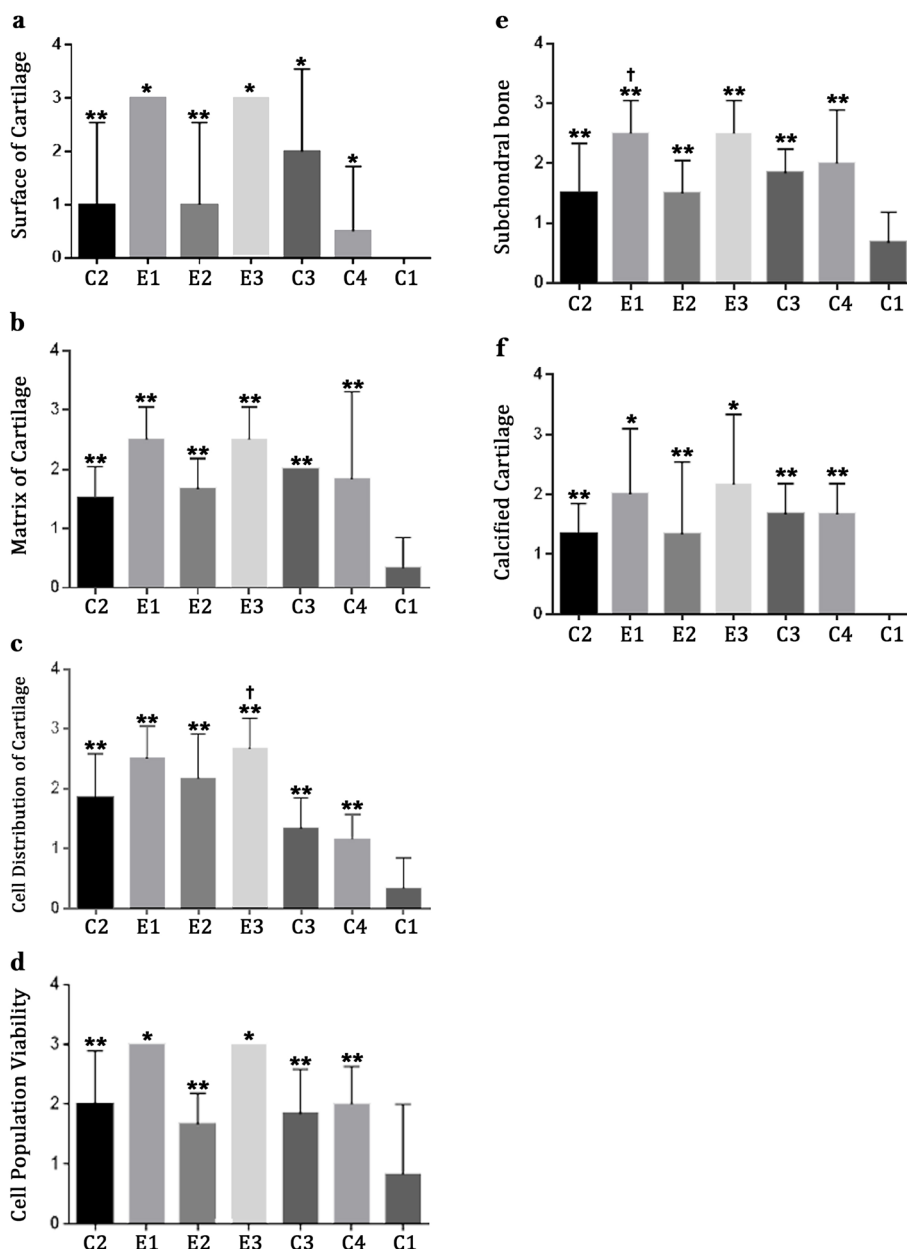 a
Surface of Cartilage
4
3
2
1
0
** * ** * * *
C2 E1 E2 E3 C3 C4 C1
b
Matrix of Cartilage
4
3
2
1
0
** ** ** ** ** **
C2 E1 E2 E3 C3 C4 C1
c
Cell Distribution of Cartilage
4
3
2
1
0
†
** ** ** ** ** **
C2 E1 E2 E3 C3 C4 C1
d
Cell Population Viability
4
3
2
1
0
** * ** * ** **
C2 E1 E2 E3 C3 C4 C1
e
Subchondral bone
4
3
2
1
0
†
** ** ** ** ** **
C2 E1 E2 E3 C3 C4 C1
f
Calcified Cartilage
4
3
2
1
0
** * ** * ** **
C2 E1 E2 E3 C3 C4 C1